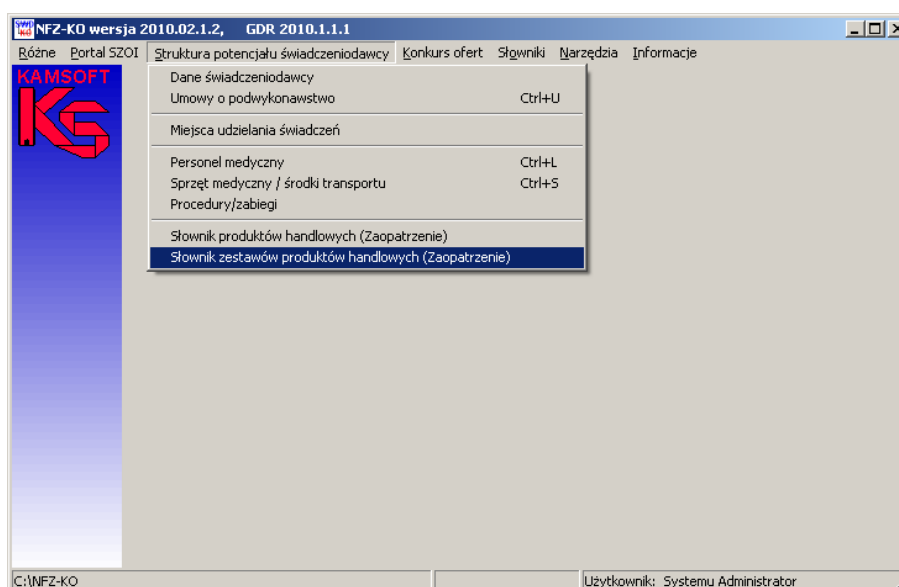 NFZ-KO wersja 2010.02.1.2, GDR 2010.1.1.1
Różne Portal SZOI Struktura potencjału świadczeniodawcy Konkurs ofert Słowniki Narzędzia Informacje
KAMSOFT
Dane świadczeniodawcy
Umowy o podwykonawstwo Ctrl+U
Miejsca udzielania świadczeń
Personel medyczny Ctrl+L
Sprzęt medyczny / środki transportu Ctrl+S
Procedury/zabiegi
Słownik produktów handlowych (Zaopatrzenie)
Słownik zestawów produktów handlowych (Zaopatrzenie)
C:\NFZ-KO Użytkownik: Systemu Administrator